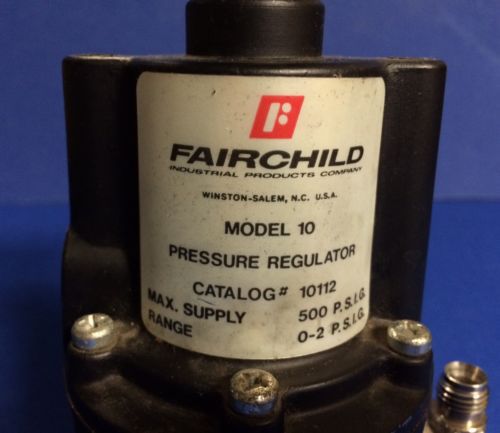 FAIRCHILD
INDUSTRIAL PRODUCTS COMPANY
WINSTON-SALEM, N.C. U.S.A.
MODEL 10
PRESSURE REGULATOR
CATALOG# 10112
MAX. SUPPLY 500 P.S.I.G.
RANGE 0-2 P.S.I.G.